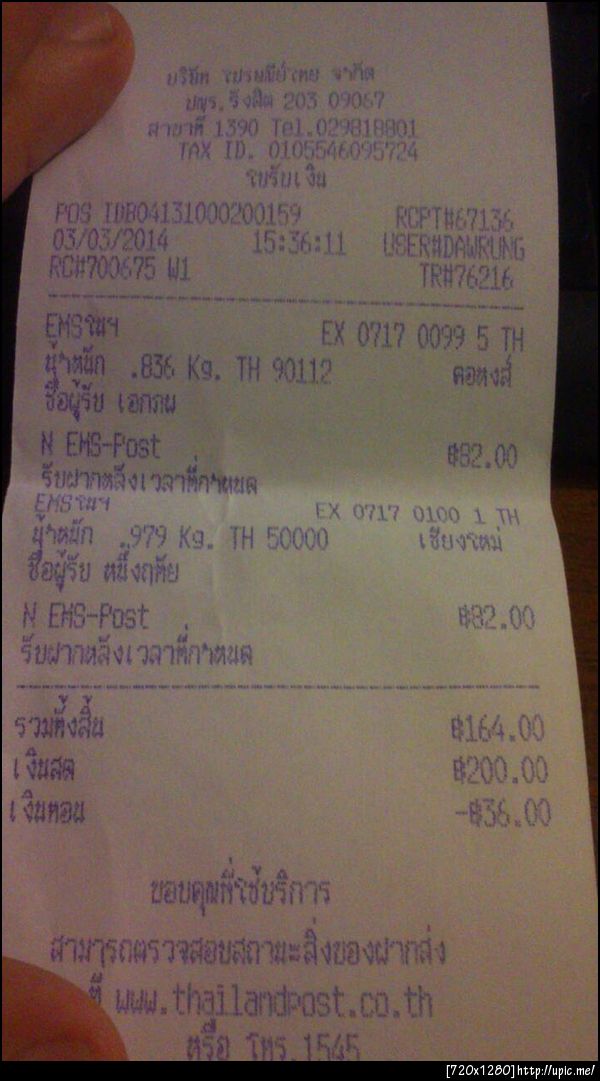 บริษัท ไปรษณีย์ไทย จำกัด
ปณร.รังสิต 203 09067
สาขาที่ 1390 Tel.029818801
TAX ID. 0105546095724
ใบรับเงิน
POS IDB04131000200159 RCPT#67136
03/03/2014 15:36:11 USER#DAWRUNG
RC#700675 W1 TR#76216
EMSในฯ EX 0717 0099 5 TH
น้ำหนัก .836 Kg. TH 90112 คอหงส์
ชื่อผู้รับ เอกภพ
N EMS-Post ฿82.00
รับฝากหลังเวลาที่กำหนด
EMSในฯ EX 0717 0100 1 TH
น้ำหนัก .979 Kg. TH 50000 เชียงใหม่
ชื่อผู้รับ หนึ่งฤทัย
N EMS-Post ฿82.00
รับฝากหลังเวลาที่กำหนด
รวมทั้งสิ้น ฿164.00
เงินสด ฿200.00
เงินทอน -฿36.00
ขอบคุณที่ใช้บริการ
สามารถตรวจสอบสถานะสิ่งของฝากส่ง
ที่ www.thailandpost.co.th
หรือ โทร.1545
[720x1280]http://upic.me/